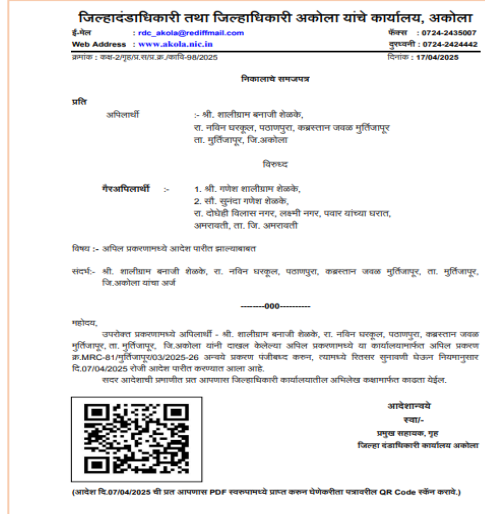 जिल्हादंडाधिकारी तथा जिल्हाधिकारी अकोला यांचे कार्यालय, अकोला
ई-मेल : rdc_akola@rediffmail.com फॅक्स : 0724-2435007
Web Address : www.akola.nic.in दुरध्वनी : 0724-2424442
क्रमांक : कक्ष-2/गृह/प्र.स/प्र.क्र./कावि-98/2025 दिनांक : 17/04/2025
निकालाचे समजपत्र
प्रति
अपिलार्थी :- श्री. शालीग्राम बनाजी शेळके,
रा. नविन घरकूल, पठाणपुरा, कब्रस्तान जवळ मुर्तिजापूर
ता. मुर्तिजापूर, जि.अकोला
विरुध्द
गैरअपिलार्थी :- 1. श्री. गणेश शालीग्राम शेळके,
2. सौ. सुनंदा गणेश शेळके,
रा. दोघेही विलास नगर, लक्ष्मी नगर, पवार यांच्या घरात,
अमरावती, ता. जि. अमरावती
विषय :- अपिल प्रकरणामध्ये आदेश पारीत झाल्याबाबत
संदर्भ:- श्री. शालीग्राम बनाजी शेळके, रा. नविन घरकूल, पठाणपुरा, कब्रस्तान जवळ मुर्तिजापूर, ता. मुर्तिजापूर,
जि.अकोला यांचा अर्ज
--------000----------
महोदय,
उपरोक्त प्रकरणामध्ये अपिलार्थी - श्री. शालीग्राम बनाजी शेळके, रा. नविन घरकूल, पठाणपुरा, कब्रस्तान जवळ
मुर्तिजापूर, ता. मुर्तिजापूर, जि.अकोला यांनी दाखल केलेल्या अपिल प्रकरणामध्ये या कार्यालयामार्फत अपिल प्रकरण
क्र.MRC-81/मुर्तिजापूर/03/2025-26 अन्वये प्रकरण पंजीबध्द करुन, त्यामध्ये रितसर सुनावणी घेऊन नियमानुसार
दि.07/04/2025 रोजी आदेश पारीत करण्यात आला आहे.
सदर आदेशाची प्रमाणीत प्रत आपणास जिल्हाधिकारी कार्यालयातील अभिलेख कक्षामार्फत काढता येईल.
आदेशान्वये
स्वा/-
प्रमुख सहायक, गृह
जिल्हा दंडाधिकारी कार्यालय अकोला
(आदेश दि.07/04/2025 ची प्रत आपणास PDF स्वरुपामध्ये प्राप्त करून घेणेकरीता पत्रावरील QR Code स्कॅन करावे.)